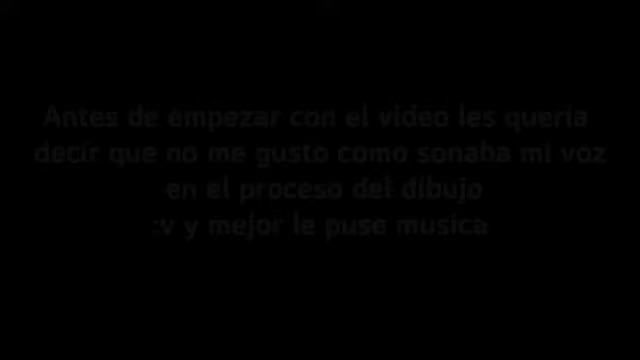 Antes de empezar con el video les queria
decir que no me gusto como sonaba mi voz
en el proceso del dibujo
:v y mejor le puse musica